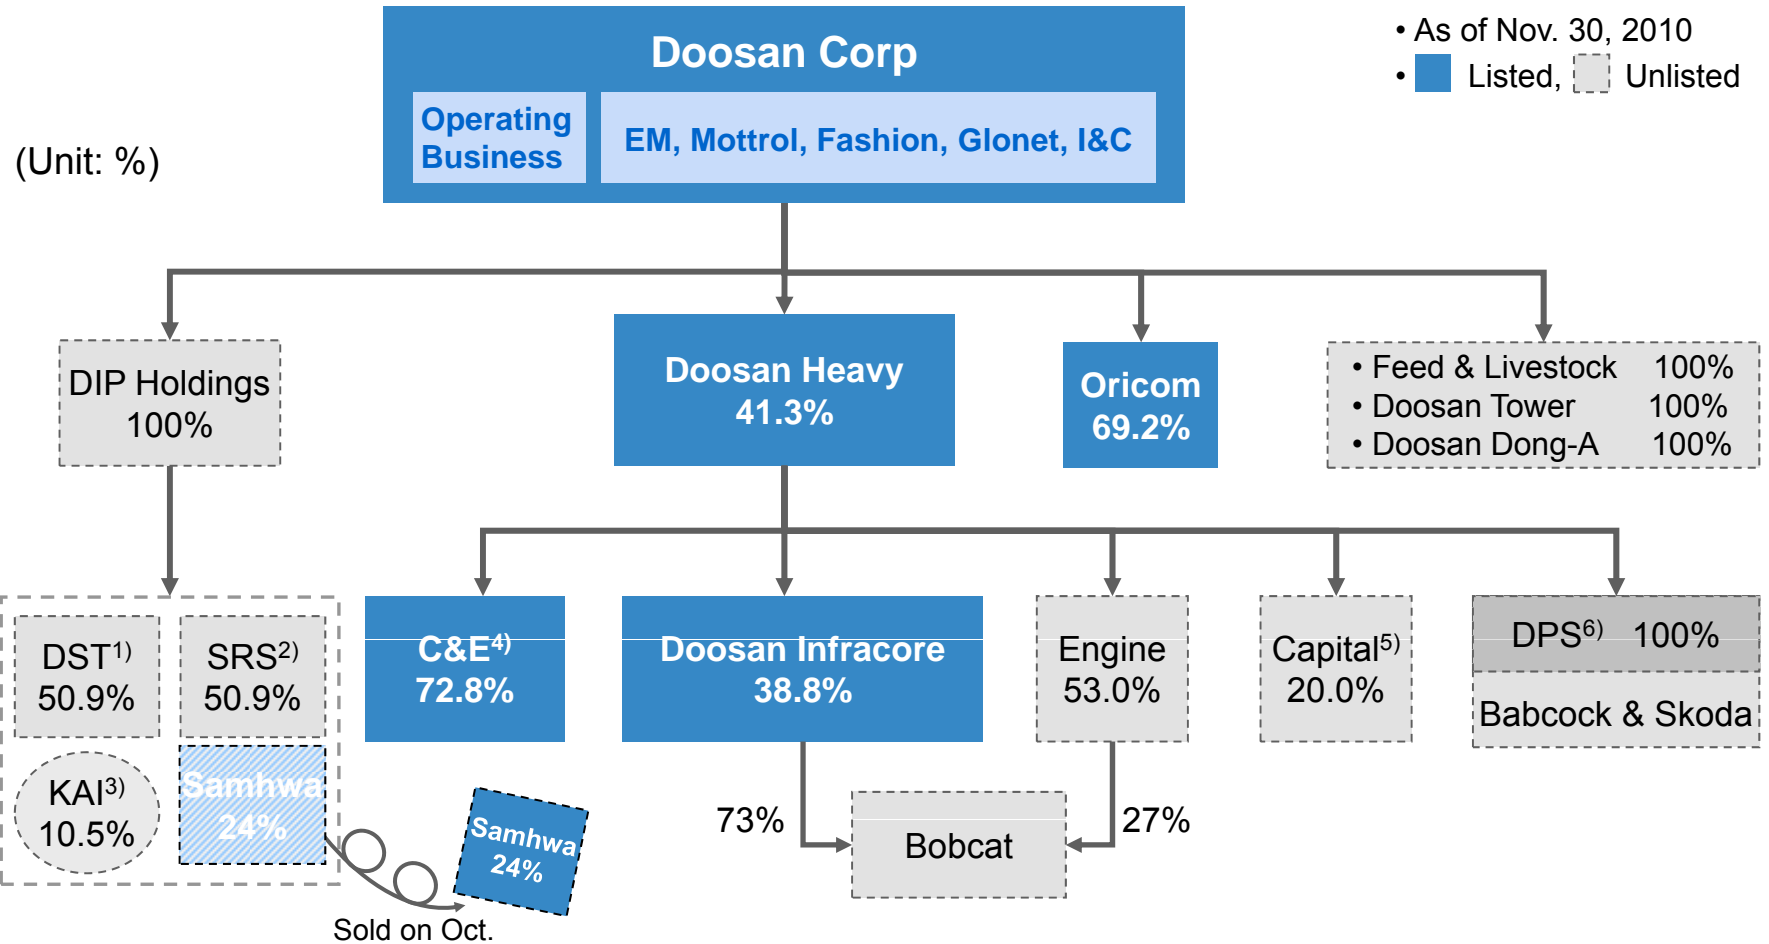 Doosan Corp
• As of Nov. 30, 2010
• Listed, Unlisted
Operating
Business
EM, Mottrol, Fashion, Glonet, I&C
(Unit: %)
DIP Holdings
100%
Doosan Heavy
41.3%
Oricom
69.2%
• Feed & Livestock 100%
• Doosan Tower 100%
• Doosan Dong-A 100%
DST1)
50.9%
SRS2)
50.9%
KAI3)
10.5%
Samhwa
24%
C&E4)
72.8%
Doosan Infracore
38.8%
Engine
53.0%
Capital5)
20.0%
DPS6) 100%
Babcock & Skoda
73%
Bobcat
27%
Samhwa
24%
Sold on Oct.